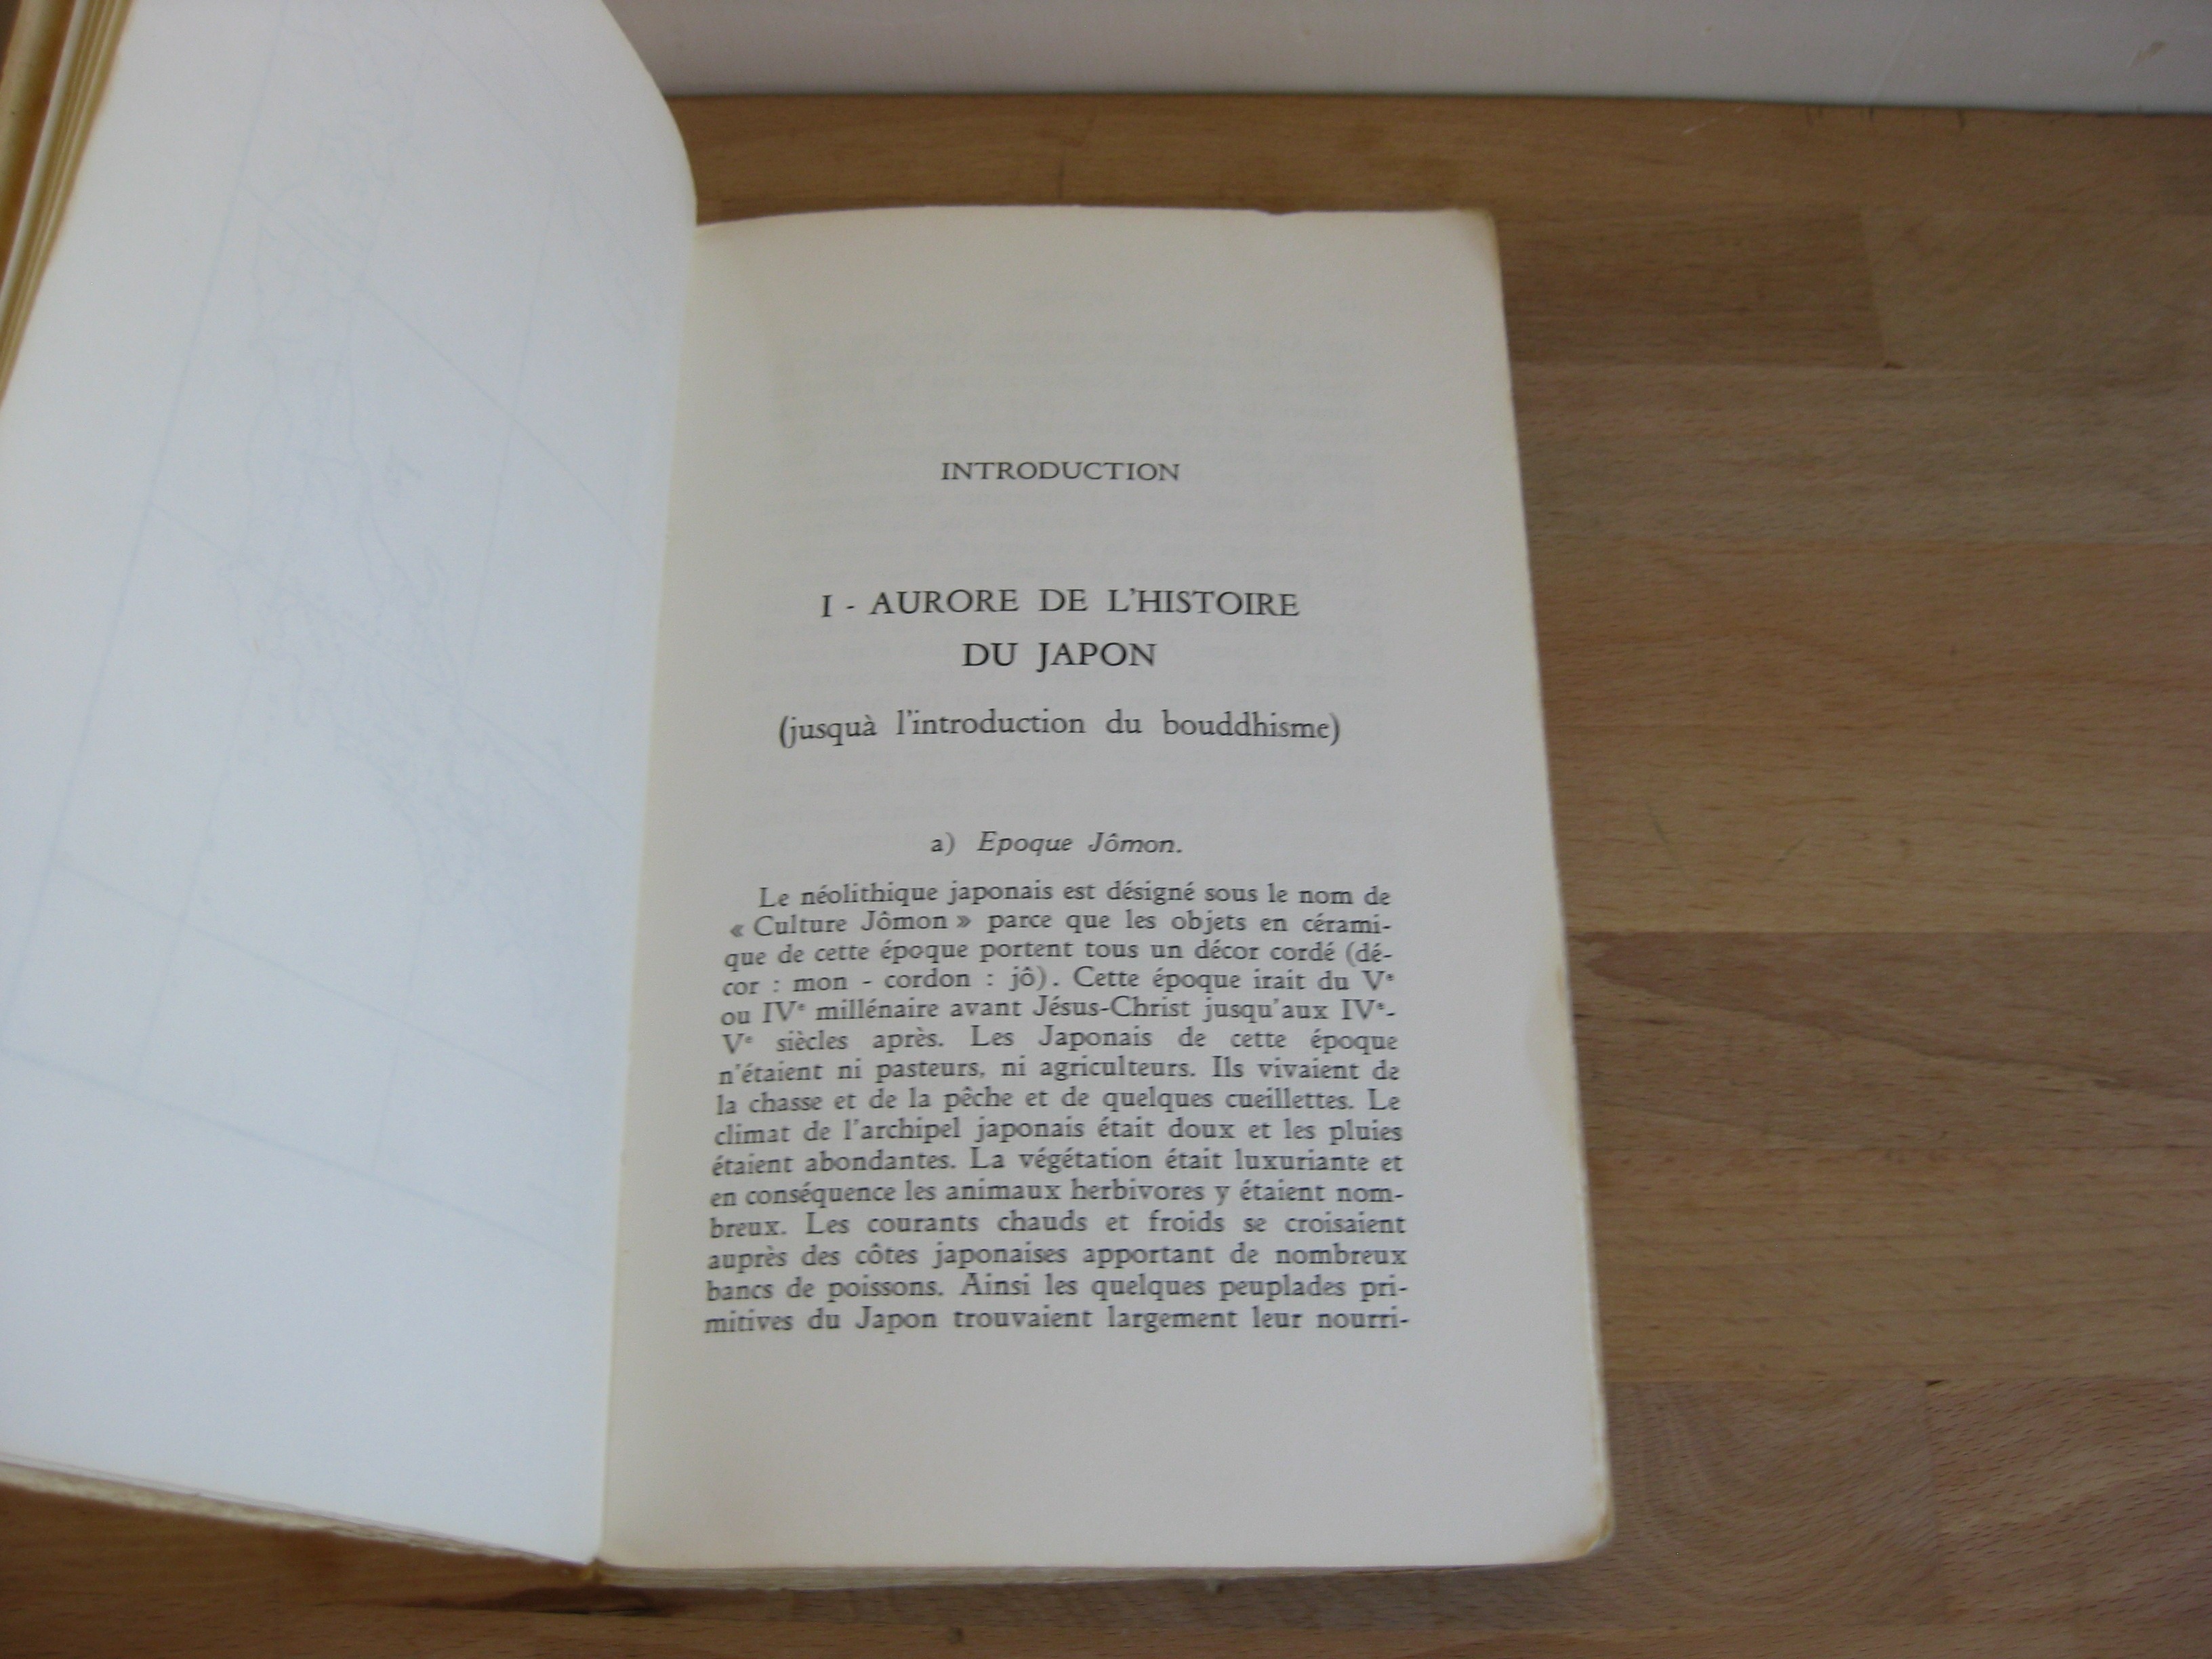 INTRODUCTION
I - AURORE DE L'HISTOIRE
DU JAPON
(jusquà l'introduction du bouddhisme)
a) Epoque Jômon.
Le néolithique japonais est désigné sous le nom de
« Culture Jômon » parce que les objets en cérami-
que de cette époque portent tous un décor cordé (dé-
cor : mon - cordon : jô). Cette époque irait du Ve
ou IVe millénaire avant Jésus-Christ jusqu'aux IVe-
Ve siècles après. Les Japonais de cette époque
n'étaient ni pasteurs, ni agriculteurs. Ils vivaient de
la chasse et de la pêche et de quelques cueillettes. Le
climat de l'archipel japonais était doux et les pluies
étaient abondantes. La végétation était luxuriante et
en conséquence les animaux herbivores y étaient nom-
breux. Les courants chauds et froids se croisaient
auprès des côtes japonaises apportant de nombreux
bancs de poissons. Ainsi les quelques peuplades pri-
mitives du Japon trouvaient largement leur nourri-